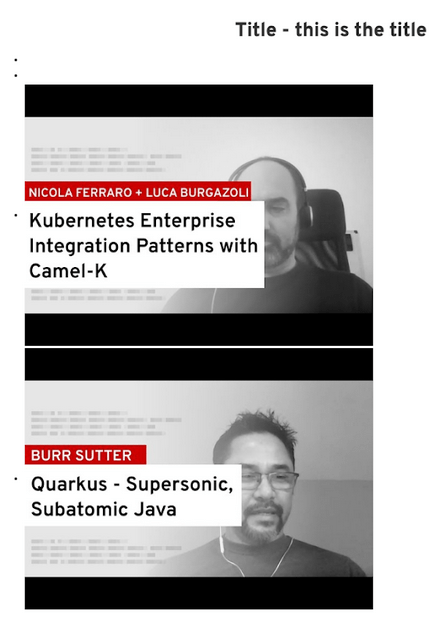 Title - this is the title
NICOLA FERRARO + LUCA BURGAZOLI
Kubernetes Enterprise
Integration Patterns with
Camel-K
BURR SUTTER
Quarkus - Supersonic,
Subatomic Java